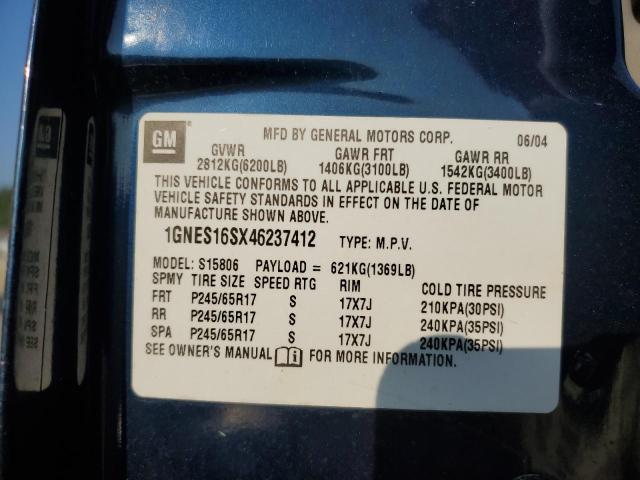 GM
MFD BY GENERAL MOTORS CORP. 06/04
GVWR GAWR FRT GAWR RR
2812KG(6200LB) 1406KG(3100LB) 1542KG(3400LB)
THIS VEHICLE CONFORMS TO ALL APPLICABLE U.S. FEDERAL MOTOR
VEHICLE SAFETY STANDARDS IN EFFECT ON THE DATE OF
MANUFACTURE SHOWN ABOVE.
1GNES16SX46237412 TYPE: M.P.V.
MODEL: S15806 PAYLOAD = 621KG(1369LB)
SPMY TIRE SIZE SPEED RTG RIM COLD TIRE PRESSURE
FRT P245/65R17 S 17X7J 210KPA(30PSI)
RR P245/65R17 S 17X7J 240KPA(35PSI)
SPA P245/65R17 S 17X7J 240KPA(35PSI)
SEE OWNER'S MANUAL FOR MORE INFORMATION.